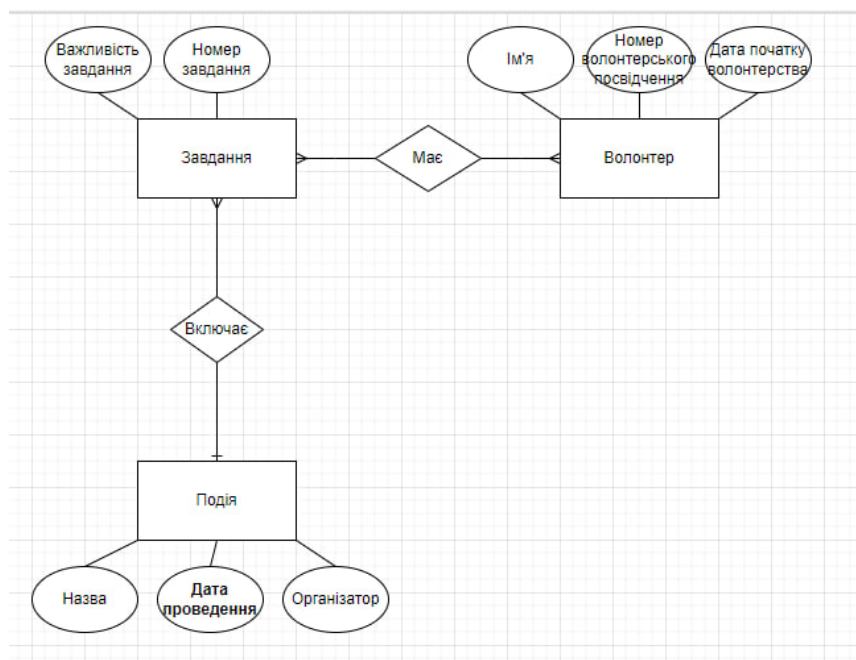 Важливість
завдання
Номер
завдання
Ім'я
Номер
волонтерського
посвідчення
Дата початку
волонтерства
Завдання
Має
Волонтер
Включає
Подія
Назва
Дата
проведення
Організатор